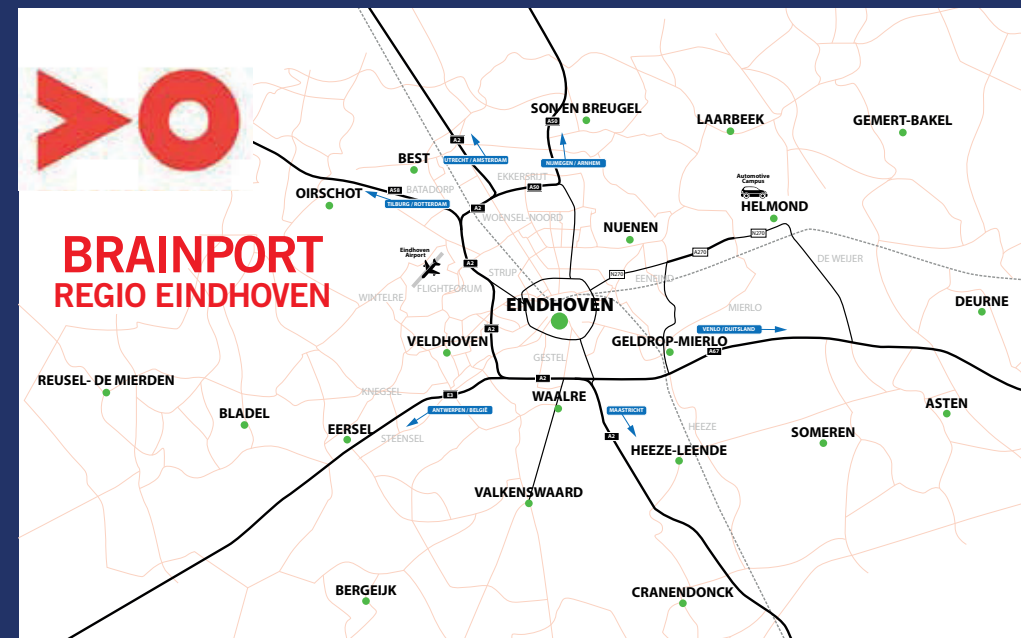 SON EN BREUGEL
LAARBEEK
GEMERT-BAKEL
A50
A2
BEST
UTRECHT / AMSTERDAM
NIJMEGEN / ARNHEM
EKKERSRIJT
Automotive
Campus
OIRSCHOT
A58
BATADORP
A50
TILBURG / ROTTERDAM
A2
WOENSEL-NOORD
HELMOND
NUENEN
N270
BRAINPORT
REGIO EINDHOVEN
Eindhoven
Airport
A270
DE WEIJER
A2
STRIJP
N270
EENEIND
FLIGHTFORUM
WINTELRE
EINDHOVEN
MIERLO
DEURNE
A2
VENLO / DUITSLAND
VELDHOVEN
GELDROP-MIERLO
A67
GESTEL
REUSEL- DE MIERDEN
A2
KNEGSEL
E3
WAALRE
ASTEN
BLADEL
ANTWERPEN / BELGIË
MAASTRICHT
EERSEL
STEENSEL
HEEZE
SOMEREN
A2
HEEZE-LEENDE
VALKENSWAARD
BERGEIJK
CRANENDONCK